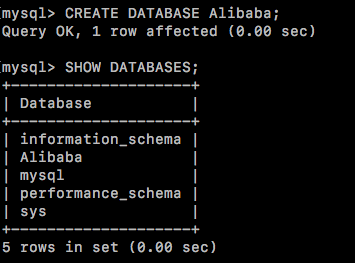 mysql> CREATE DATABASE Alibaba;
Query OK, 1 row affected (0.00 sec)
mysql> SHOW DATABASES;
+--------------------+
| Database           |
+--------------------+
| information_schema |
| Alibaba            |
| mysql              |
| performance_schema |
| sys                |
+--------------------+
5 rows in set (0.00 sec)